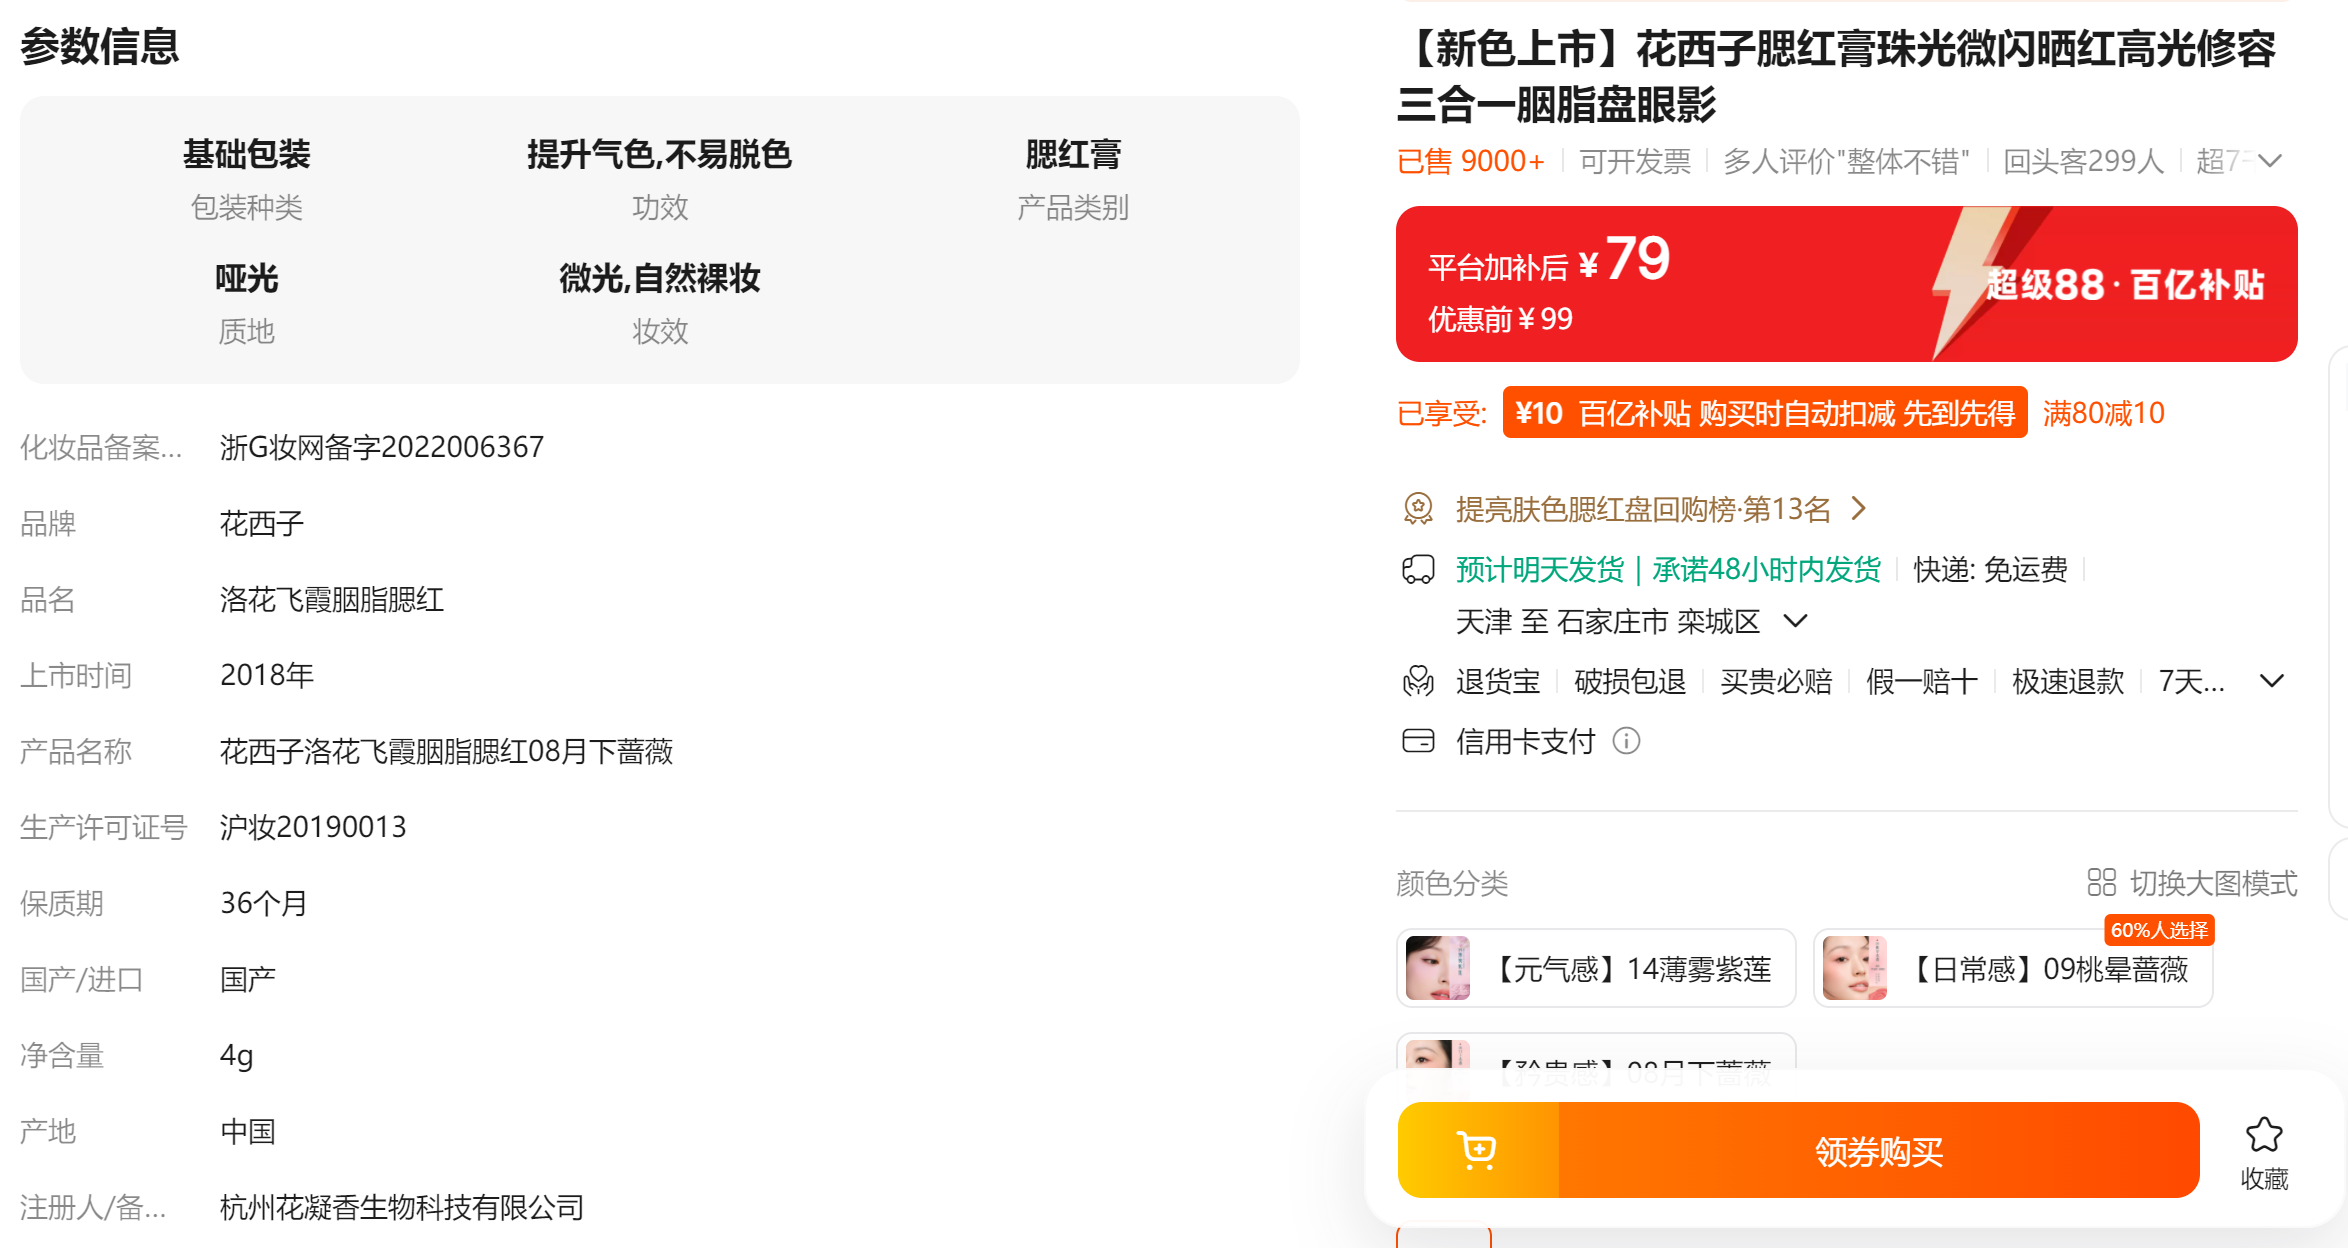 参数信息
基础包装
包装种类
提升气色,不易脱色
功效
腮红膏
产品类别
哑光
质地
微光,自然裸妆
妆效
化妆品备案... 浙G妆网备字2022006367
品牌 花西子
品名 洛花飞霞胭脂腮红
上市时间 2018年
产品名称 花西子洛花飞霞胭脂腮红08月下蔷薇
生产许可证号 沪妆20190013
保质期 36个月
国产/进口 国产
净含量 4g
产地 中国
注册人/备... 杭州花凝香生物科技有限公司
【新色上市】花西子腮红膏珠光微闪晒红高光修容
三合一胭脂盘眼影
已售 9000+ 可开发票 多人评价"整体不错" 回头客299人 超7
平台加补后 ¥79
优惠前 ¥ 99
超级88·百亿补贴
已享受: ¥10 百亿补贴 购买时自动扣减 先到先得 满80减10
提亮肤色腮红盘回购榜·第13名
预计明天发货 | 承诺48小时内发货 快递: 免运费
天津 至 石家庄市 栾城区
退货宝 破损包退 买贵必赔 假一赔十 极速退款 7天...
信用卡支付
颜色分类
切换大图模式
60%人选择
【元气感】14薄雾紫莲
【日常感】09桃晕蔷薇
【矜贵感】08月下蔷薇
领券购买
收藏